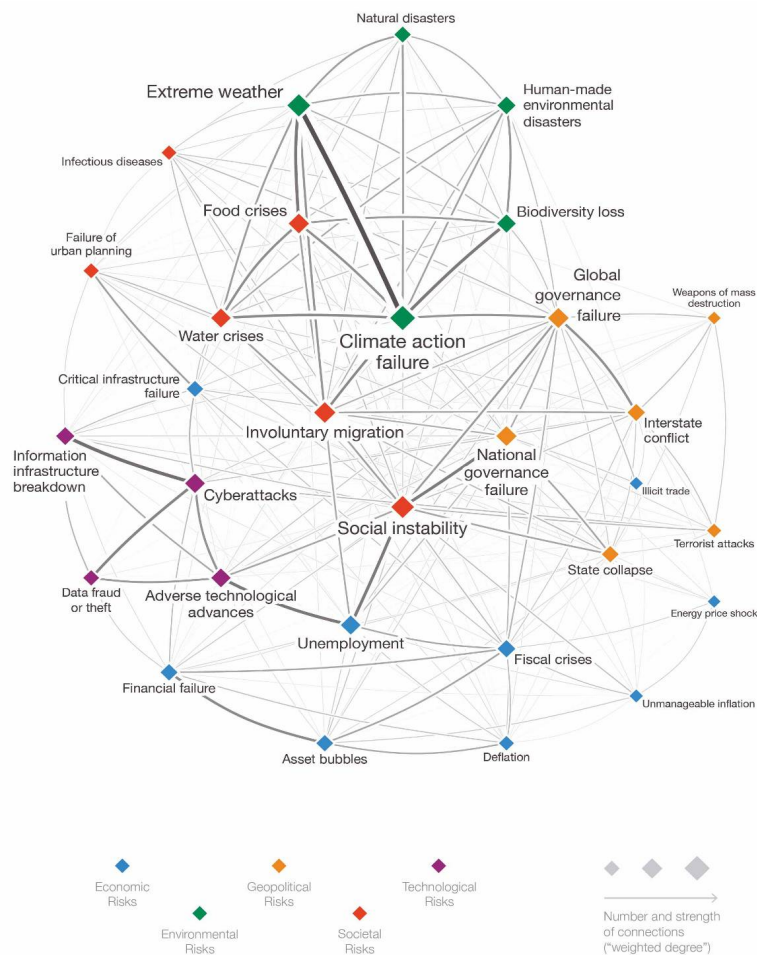 Natural disasters
Extreme weather
Human-made
environmental
disasters
Infectious diseases
Food crises
Biodiversity loss
Failure of
urban planning
Global
governance
failure
Weapons of mass
destruction
Water crises
Climate action
failure
Critical infrastructure
failure
Involuntary migration
Interstate
conflict
Information
infrastructure
breakdown
National
governance
failure
Cyberattacks
Illicit trade
Social instability
Terrorist attacks
State collapse
Data fraud
or theft
Adverse technological
advances
Energy price shock
Unemployment
Fiscal crises
Financial failure
Unmanageable inflation
Asset bubbles
Deflation
Economic
Risks
Geopolitical
Risks
Technological
Risks
Environmental
Risks
Societal
Risks
Number and strength
of connections
(“weighted degree”)